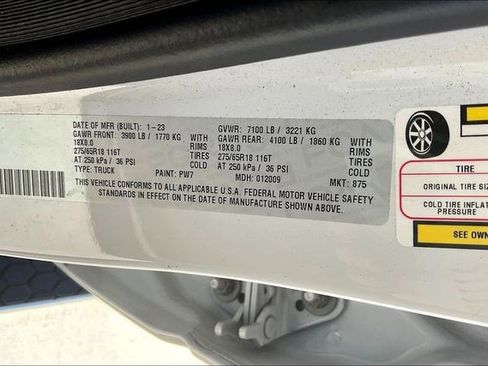 DATE OF MFR (BUILT): 1-23 GVWR: 7100 LB / 3221 KG
GAWR FRONT: 3900 LB / 1770 KG WITH GAWR REAR: 4100 LB / 1860 KG WITH
18X8.0 RIMS 18X8.0 RIMS
275/65R18 116T TIRES 275/65R18 116T TIRES
AT 250 kPa / 36 PSI COLD AT 250 kPa / 36 PSI COLD
TYPE: TRUCK PAINT: PW7 MDH: 012009 MKT: 875
THIS VEHICLE CONFORMS TO ALL APPLICABLE U.S.A. FEDERAL MOTOR VEHICLE SAFETY
STANDARDS IN EFFECT ON THE DATE OF MANUFACTURE SHOWN ABOVE.
TIRE
ORIGINAL TIRE SIZ
COLD TIRE INFLAT
PRESSURE
SEE OWN